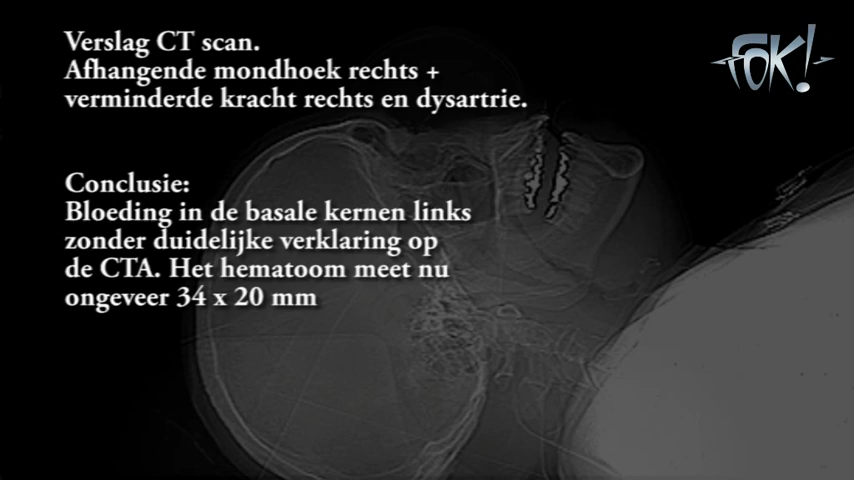 Verslag CT scan.
Afhangende mondhoek rechts +
verminderde kracht rechts en dysartrie.
Conclusie:
Bloeding in de basale kernen links
zonder duidelijke verklaring op
de CTA. Het hematoom meet nu
ongeveer 34 x 20 mm
FOK!